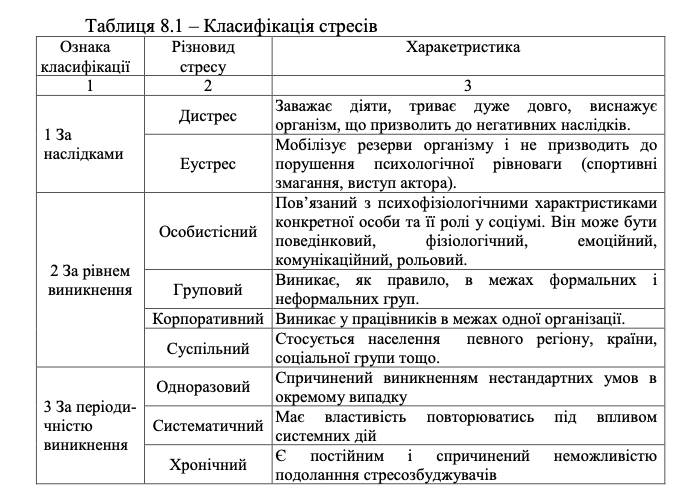 Таблиця 8.1 – Класифікація стресів
Ознака класифікації | Різновид стресу | Харакетристика
1 | 2 | 3
1 За наслідками | Дистрес | Заважає діяти, триває дуже довго, виснажує
організм, що призволить до негативних наслідків.
Еустрес | Мобілізує резерви організму і не призводить до
порушення психологічної рівноваги (спортивні
змагання, виступ актора).
2 За рівнем виникнення | Особистісний | Пов’язаний з психофізіологічними характристиками
конкретної особи та її ролі у соціумі. Він може бути
поведінковий, фізіологічний, емоційний,
комунікаційний, рольовий.
Груповий | Виникає, як правило, в межах формальних і
неформальних груп.
Корпоративний | Виникає у працівників в межах одної організації.
Суспільний | Стосується населення певного регіону, країни,
соціальної групи тощо.
3 За періоди-чністю виникнення | Одноразовий | Спричинений виникненням нестандартних умов в
окремому випадку
Систематичний | Має властивість повторюватись під впливом
системних дій
Хронічний | Є постійним і спричинений неможливістю
подолання стресозбуджувачів